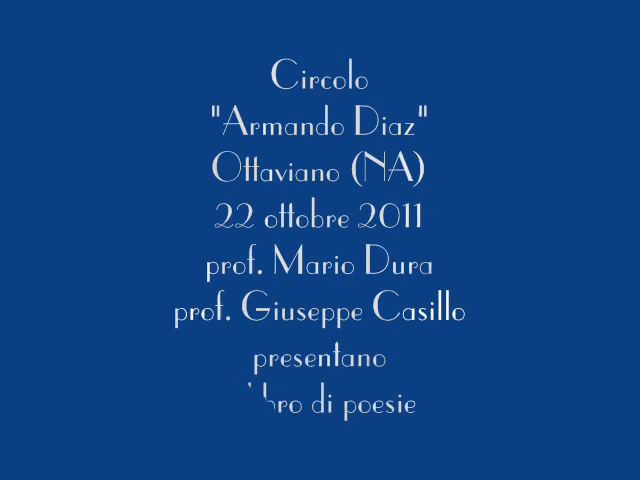 Circolo
"Armando Diaz"
Ottaviano (NA)
22 ottobre 2011
prof. Mario Dura
prof. Giuseppe Casillo
presentano
di poesie